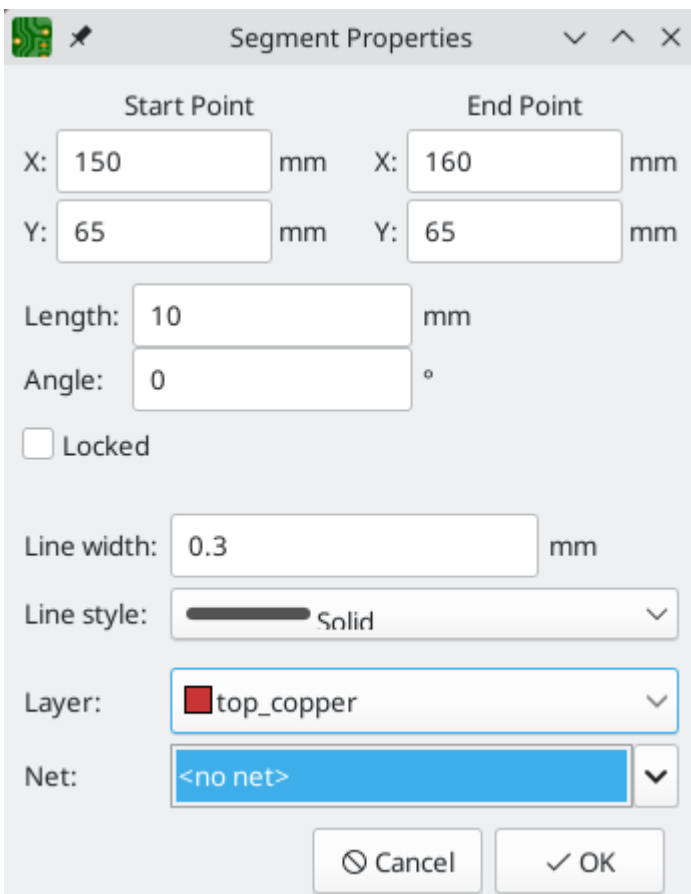 Segment Properties
Start Point End Point
X: 150 mm X: 160 mm
Y: 65 mm Y: 65 mm
Length: 10 mm
Angle: 0 °
Locked
Line width: 0.3 mm
Line style: Solid
Layer: top_copper
Net: <no net>
Cancel OK